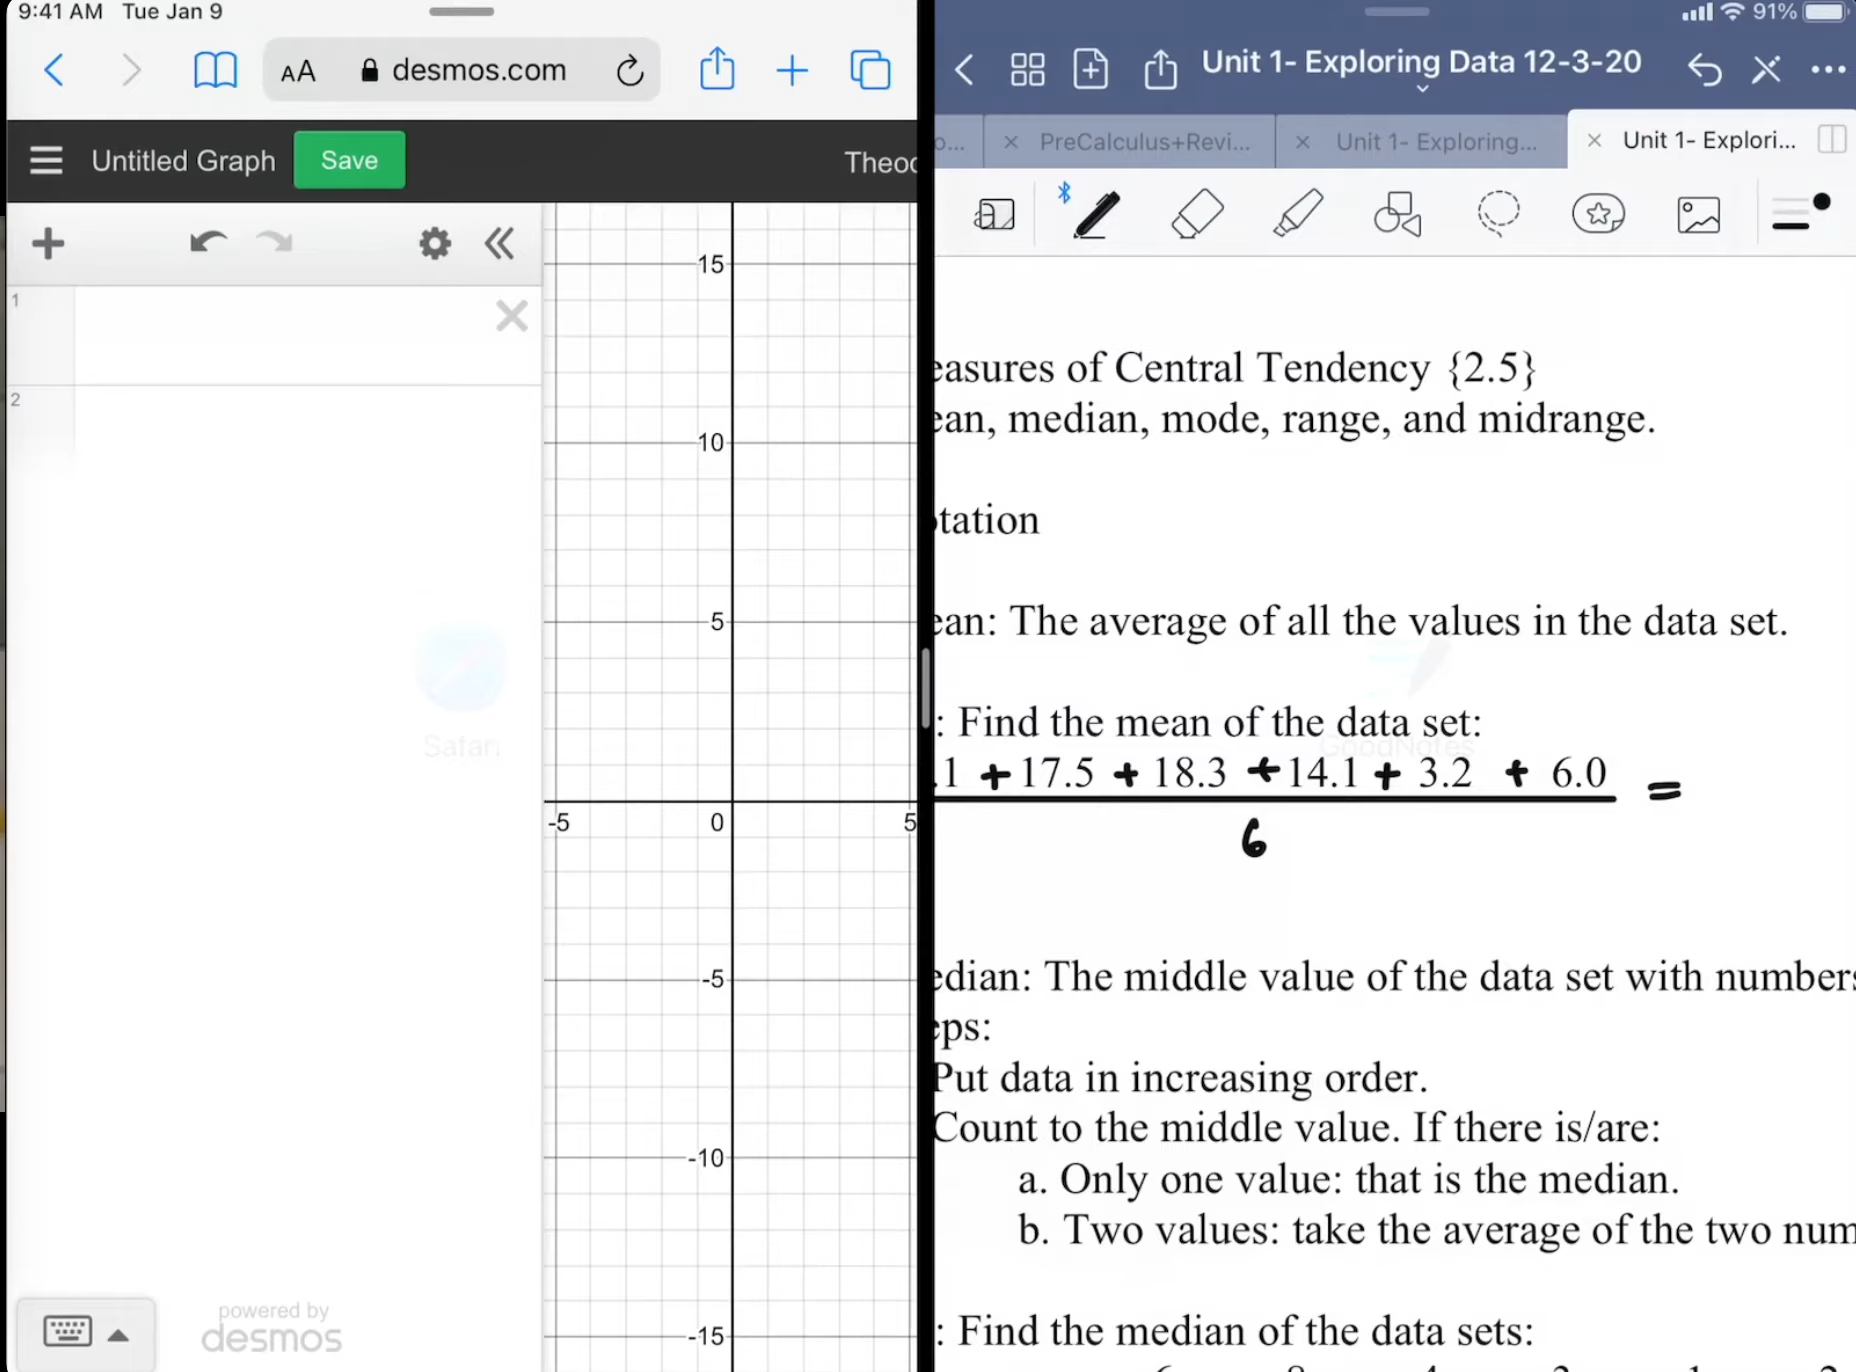 9:41 AM Tue Jan 9
AA desmos.com
Untitled Graph Save
1
2
Safari
powered by
desmos
15
10
5
-5 0 5
-5
-10
-15
91%
Unit 1- Exploring Data 12-3-20
PreCalculus+Revi... Unit 1- Exploring... Unit 1- Explori...
easures of Central Tendency {2.5}
ean, median, mode, range, and midrange.
tation
ean: The average of all the values in the data set.
: Find the mean of the data set:
GoodNotes
.1 + 17.5 + 18.3 + 14.1 + 3.2 + 6.0 =
6
edian: The middle value of the data set with numbers
eps:
Put data in increasing order.
Count to the middle value. If there is/are:
a. Only one value: that is the median.
b. Two values: take the average of the two num
: Find the median of the data sets: